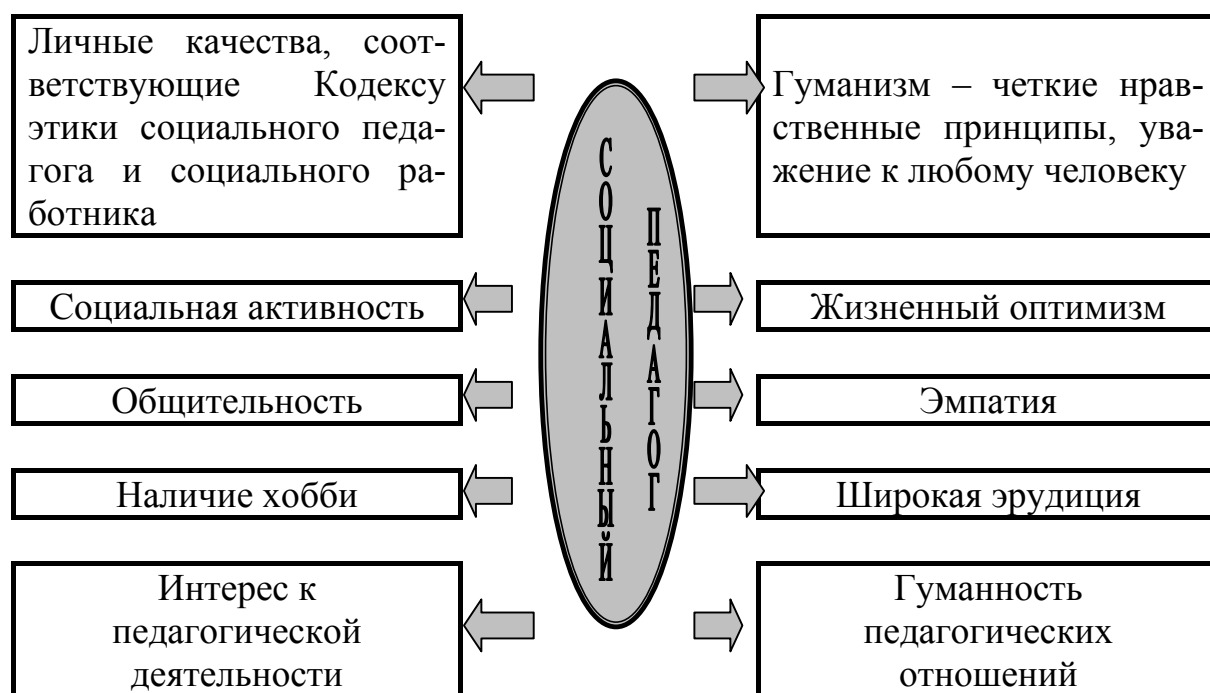 Личные качества, соот-
ветствующие Кодексу
этики социального педа-
гога и социального ра-
ботника
Социальная активность
Общительность
Наличие хобби
Интерес к
педагогической
деятельности
СОЦИАЛЬНЫЙ
ПЕДАГОГ
Гуманизм – четкие нрав-
ственные принципы, ува-
жение к любому человеку
Жизненный оптимизм
Эмпатия
Широкая эрудиция
Гуманность
педагогических
отношений